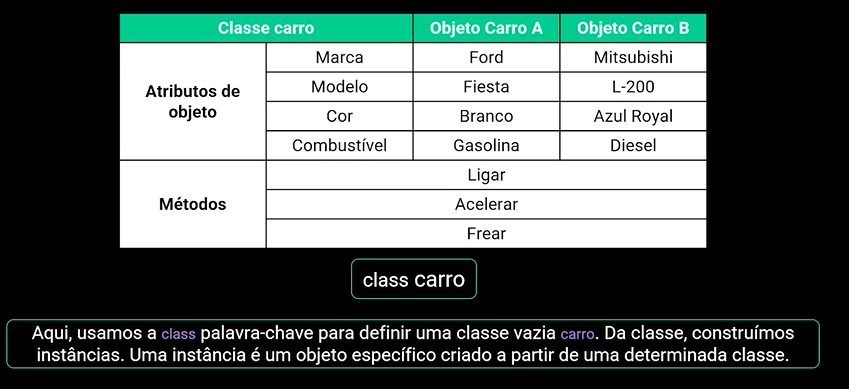 Classe carro Objeto Carro A Objeto Carro B
Atributos de objeto
Marca Ford Mitsubishi
Modelo Fiesta L-200
Cor Branco Azul Royal
Combustível Gasolina Diesel
Métodos
Ligar
Acelerar
Frear
class carro
Aqui, usamos a class palavra-chave para definir uma classe vazia carro. Da classe, construímos
instâncias. Uma instância é um objeto específico criado a partir de uma determinada classe.